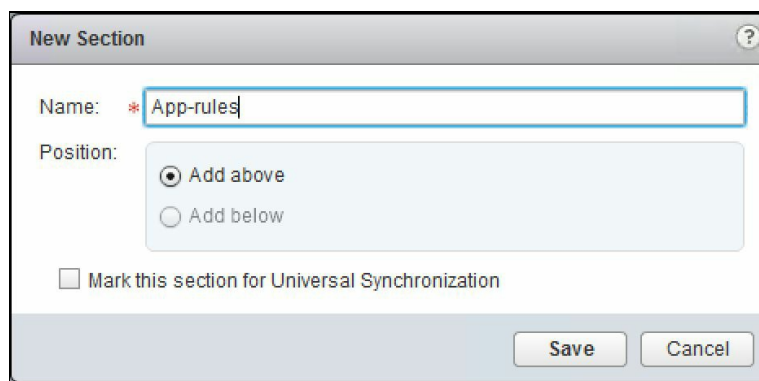 New Section
?
Name: * App-rules
Position:
Add above
Add below
Mark this section for Universal Synchronization
Save Cancel